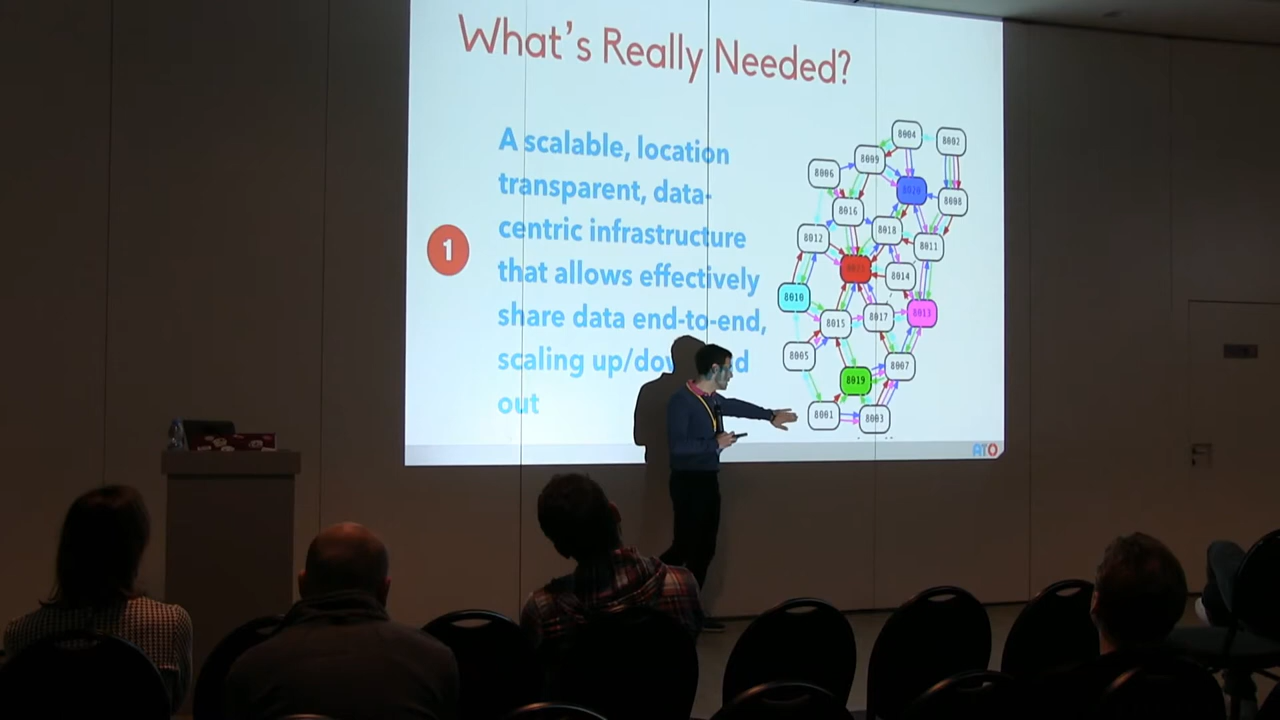 What's Really Needed?
1
A scalable, location
transparent, data-
centric infrastructure
that allows effectively
share data end-to-end,
scaling up/do
d
out
8004
8002
8009
8006
8020
8008
8016
8018
8012
8011
8014
8010
8013
8017
8015
8005
8007
8019
8001
8003
ATO